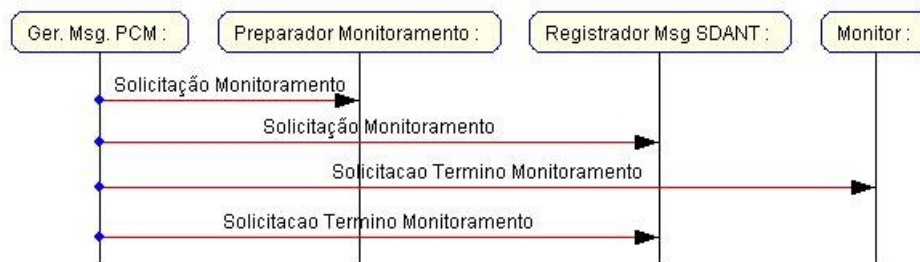 Ger. Msg. PCM :
Preparador Monitoramento :
Registrador Msg SDANT :
Monitor :
Solicitação Monitoramento
Solicitação Monitoramento
Solicitacao Termino Monitoramento
Solicitacao Termino Monitoramento